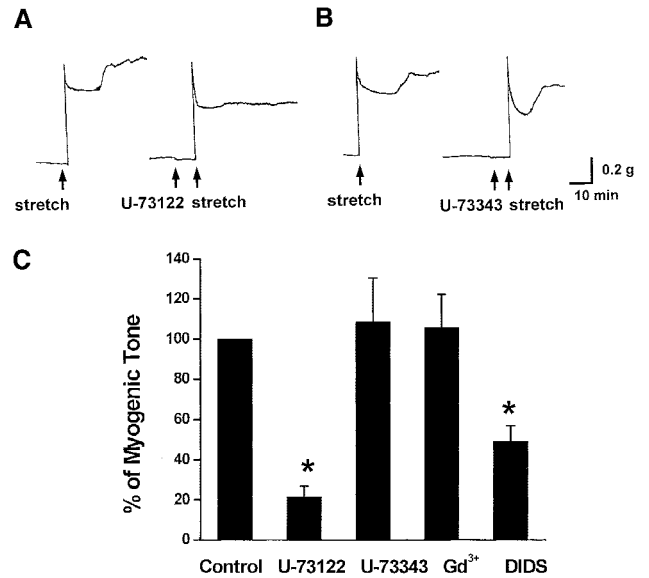 A
B
stretch
U-73122 stretch
stretch
U-73343 stretch
0.2 g
10 min
C
% of Myogenic Tone
140
120
100
80
60
40
20
0
*
*
Control U-73122 U-73343 Gd³⁺ DIDS